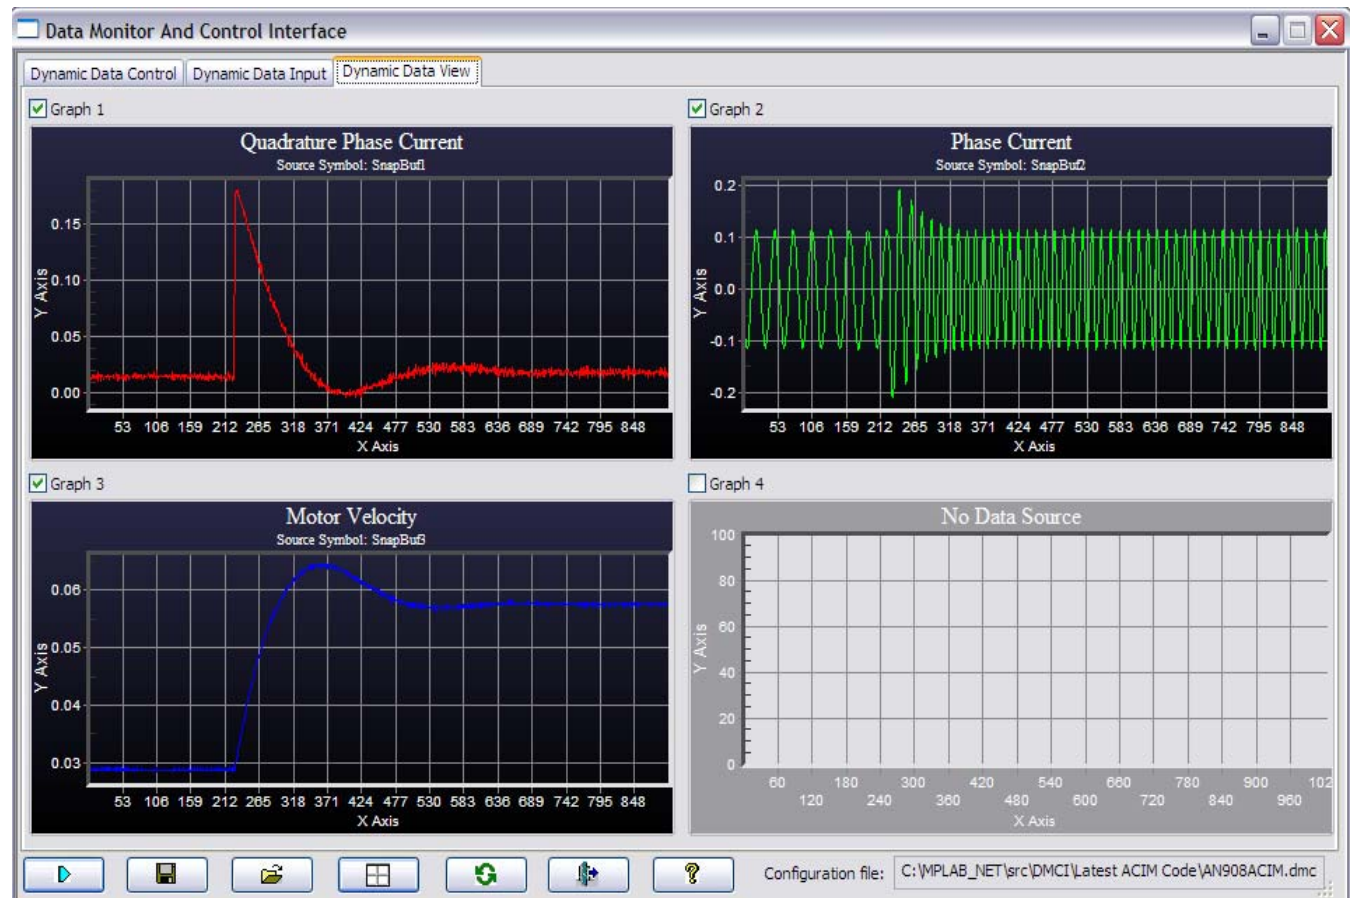 Data Monitor And Control Interface
Dynamic Data Control Dynamic Data Input Dynamic Data View
Graph 1
Quadrature Phase Current
Source Symbol: SnapBuf1
0.15
0.10
0.05
0.00
Y Axis
53 106 159 212 265 318 371 424 477 530 583 636 689 742 795 848
X Axis
Graph 2
Phase Current
Source Symbol: SnapBuf2
0.2
0.1
0.0
-0.1
-0.2
Y Axis
53 106 159 212 265 318 371 424 477 530 583 636 689 742 795 848
X Axis
Graph 3
Motor Velocity
Source Symbol: SnapBuf3
0.06
0.05
0.04
0.03
Y Axis
53 106 159 212 265 318 371 424 477 530 583 636 689 742 795 848
X Axis
Graph 4
No Data Source
100
80
60
40
20
0
Y Axis
60 180 300 420 540 660 780 900 102
120 240 360 480 600 720 840 960
X Axis
Configuration file: C:\MPLAB_NET\src\DMCI\Latest ACIM Code\AN908ACIM.dmc